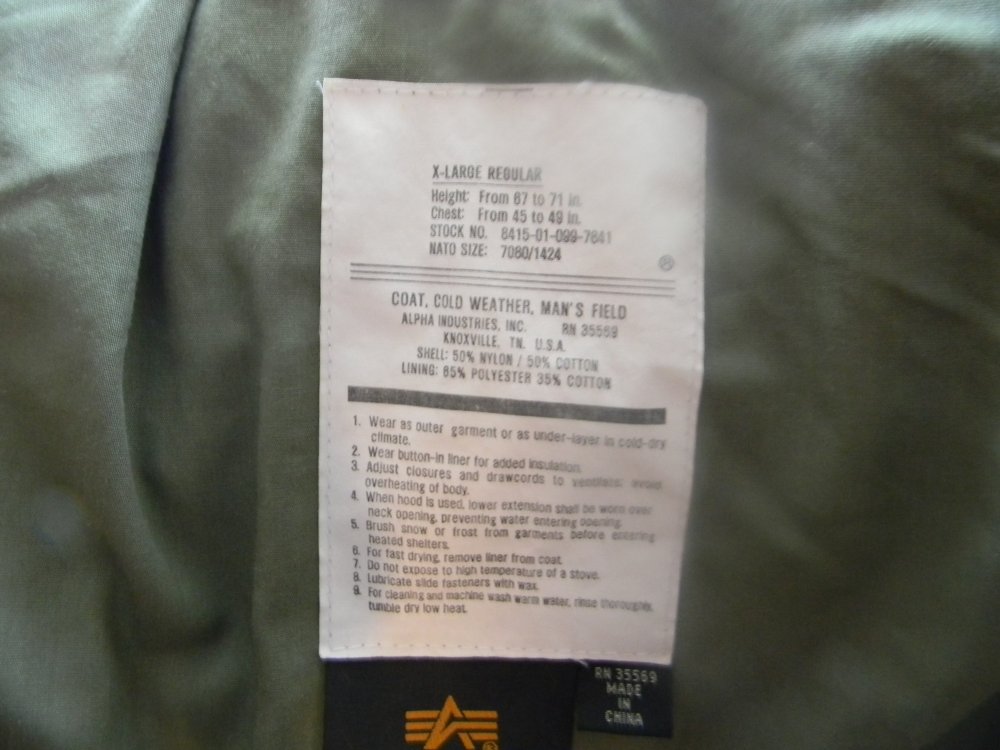 X-LARGE REGULAR
Height: From 67 to 71 in.
Chest: From 45 to 49 in.
STOCK NO. 8415-01-099-7841
NATO SIZE: 7080/1424
®
COAT, COLD WEATHER, MAN'S FIELD
ALPHA INDUSTRIES, INC. RN 35569
KNOXVILLE, TN. U.S.A.
SHELL: 50% NYLON / 50% COTTON
LINING: 65% POLYESTER 35% COTTON
1. Wear as outer garment or as under-layer in cold-dry
climate.
2. Wear button-in liner for added insulation.
3. Adjust closures and drawcords to ventilate; avoid
overheating of body.
4. When hood is used, lower extension shall be worn over
neck opening, preventing water entering opening.
5. Brush snow or frost from garments before entering
heated shelters.
6. For fast drying, remove liner from coat.
7. Do not expose to high temperature of a stove.
8. Lubricate slide fasteners with wax.
9. For cleaning and machine wash warm water, rinse thoroughly,
tumble dry low heat.
RN 35569
MADE
IN
CHINA
®